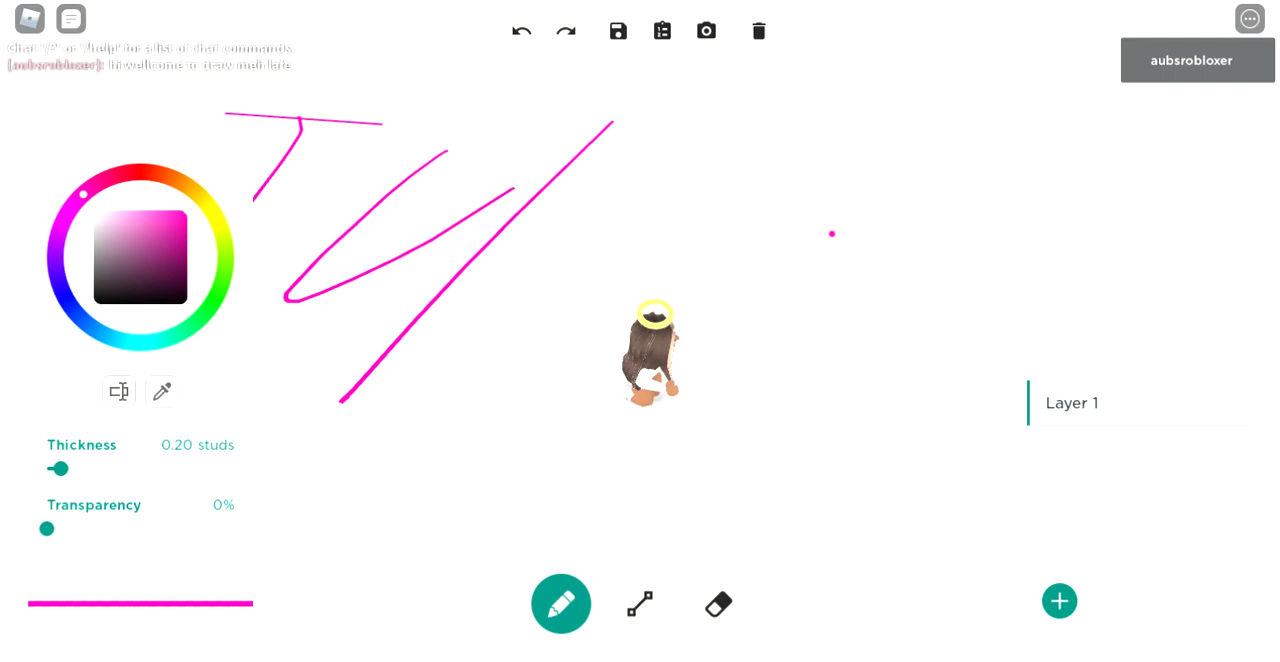 Chat '/?' or '/help' for a list of chat commands.
[aubsrobloxer]: hi wellcome to draw meh late
aubsrobloxer
Layer 1
Thickness 0.20 studs
Transparency 0%